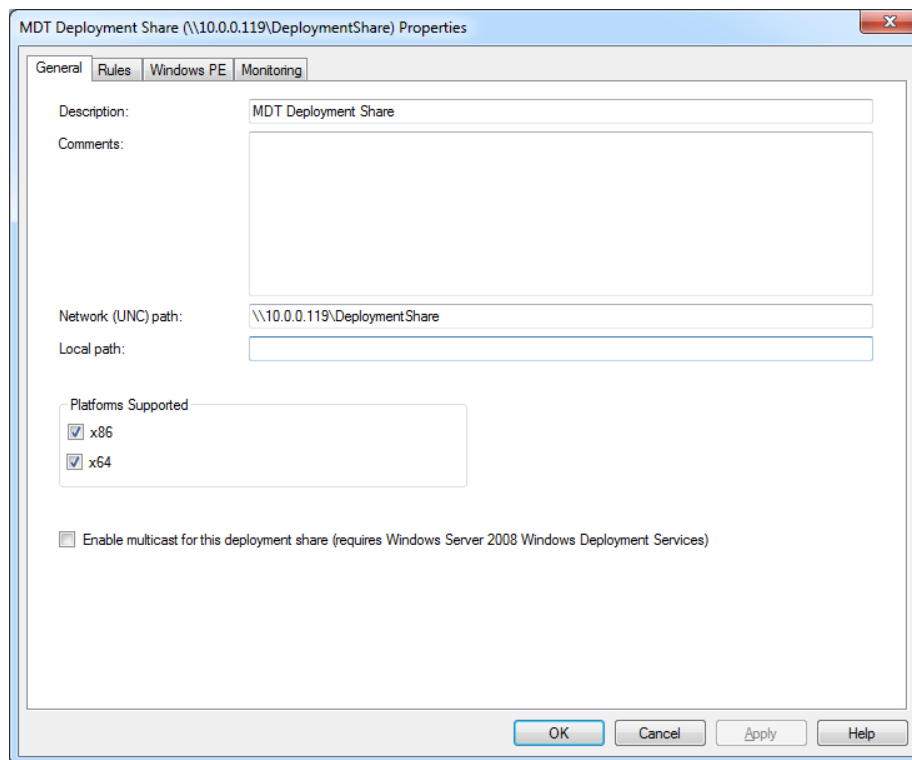 MDT Deployment Share (\\10.0.0.119\DeploymentShare) Properties
General Rules Windows PE Monitoring
Description: MDT Deployment Share
Comments:
Network (UNC) path: \\10.0.0.119\DeploymentShare
Local path:
Platforms Supported
x86
x64
Enable multicast for this deployment share (requires Windows Server 2008 Windows Deployment Services)
OK Cancel Apply Help